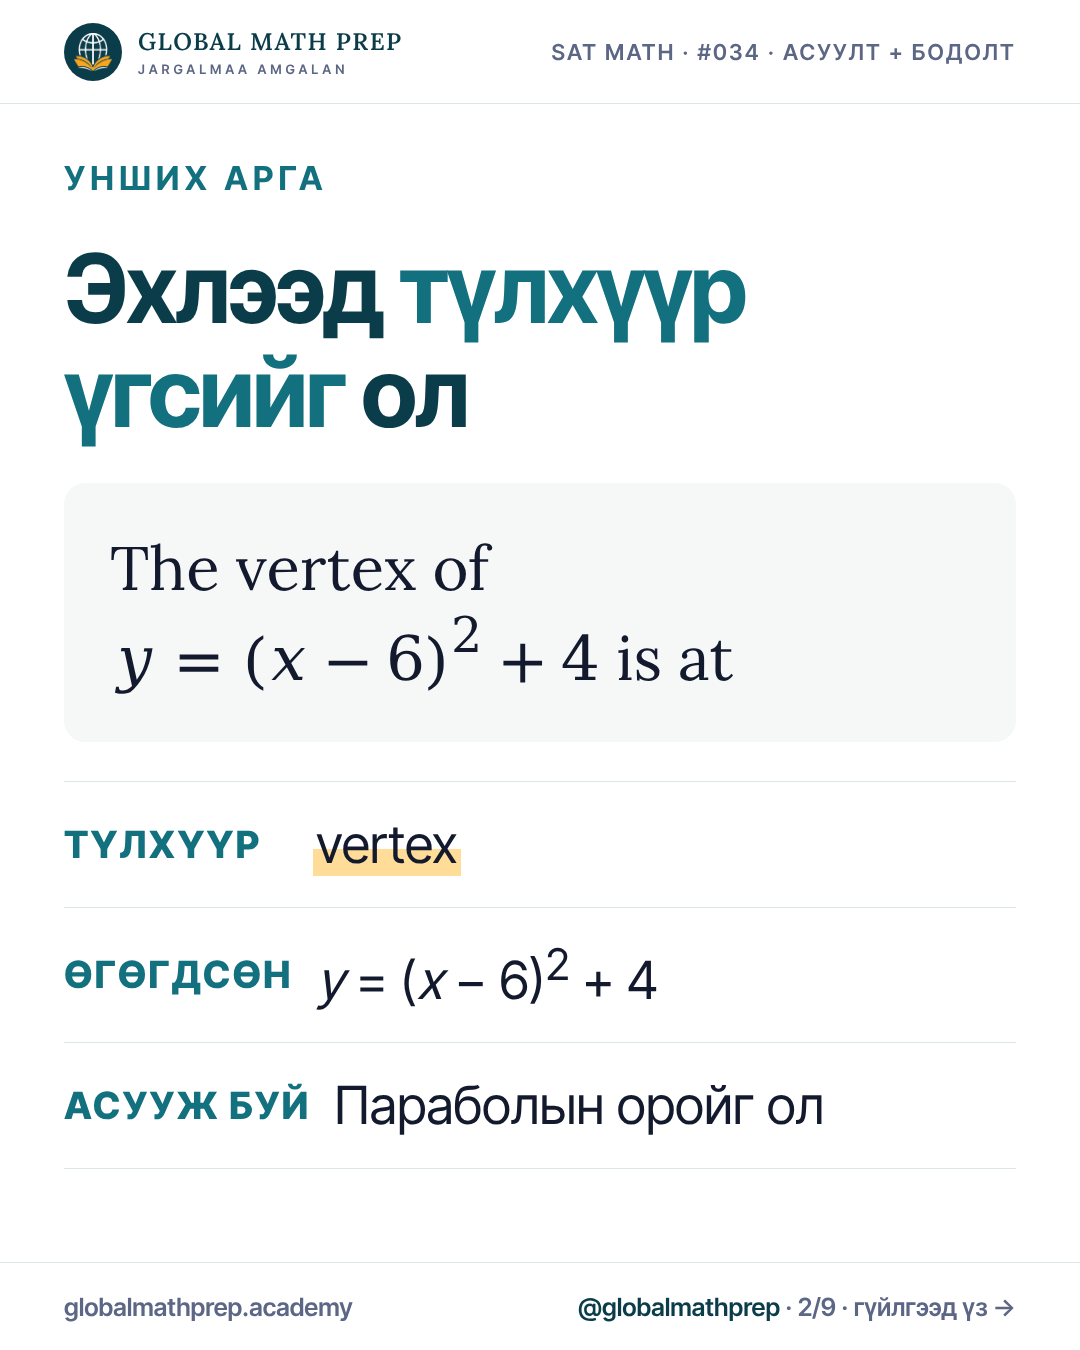 GLOBAL MATH PREP
JARGALMAA AMGALAN
SAT MATH · #034 · АСУУЛТ + БОДОЛТ
УНШИХ АРГА
Эхлээд түлхүүр
үгсийг ол
The vertex of
y = (x − 6)² + 4 is at
ТҮЛХҮҮР vertex
ӨГӨГДСӨН y = (x − 6)² + 4
АСУУЖ БУЙ Параболын оройг ол
globalmathprep.academy
@globalmathprep · 2/9 · гүйлгээд үз →